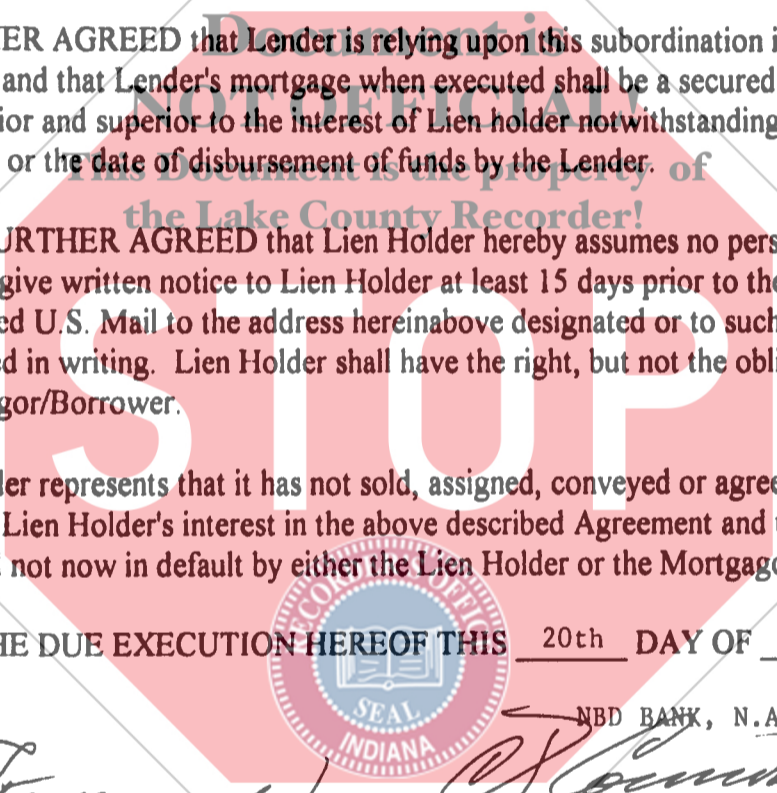 Document is
ER AGREED that Lender is relying upon this subordination i
and that Lender's mortgage when executed shall be a secured
NOT OFFICIAL!
ior and superior to the interest of Lien holder notwithstanding
or the date of disbursement of funds by the Lender.
This Document is the property of
the Lake County Recorder!
URTHER AGREED that Lien Holder hereby assumes no pers
give written notice to Lien Holder at least 15 days prior to the
ed U.S. Mail to the address hereinabove designated or to such
d in writing. Lien Holder shall have the right, but not the obli
gor/Borrower.
STOP
er represents that it has not sold, assigned, conveyed or agree
Lien Holder's interest in the above described Agreement and
not now in default by either the Lien Holder or the Mortgag
HE DUE EXECUTION HEREOF THIS 20th DAY OF
RECORDER'S OFFICE
SEAL
INDIANA
NBD BANK, N.A